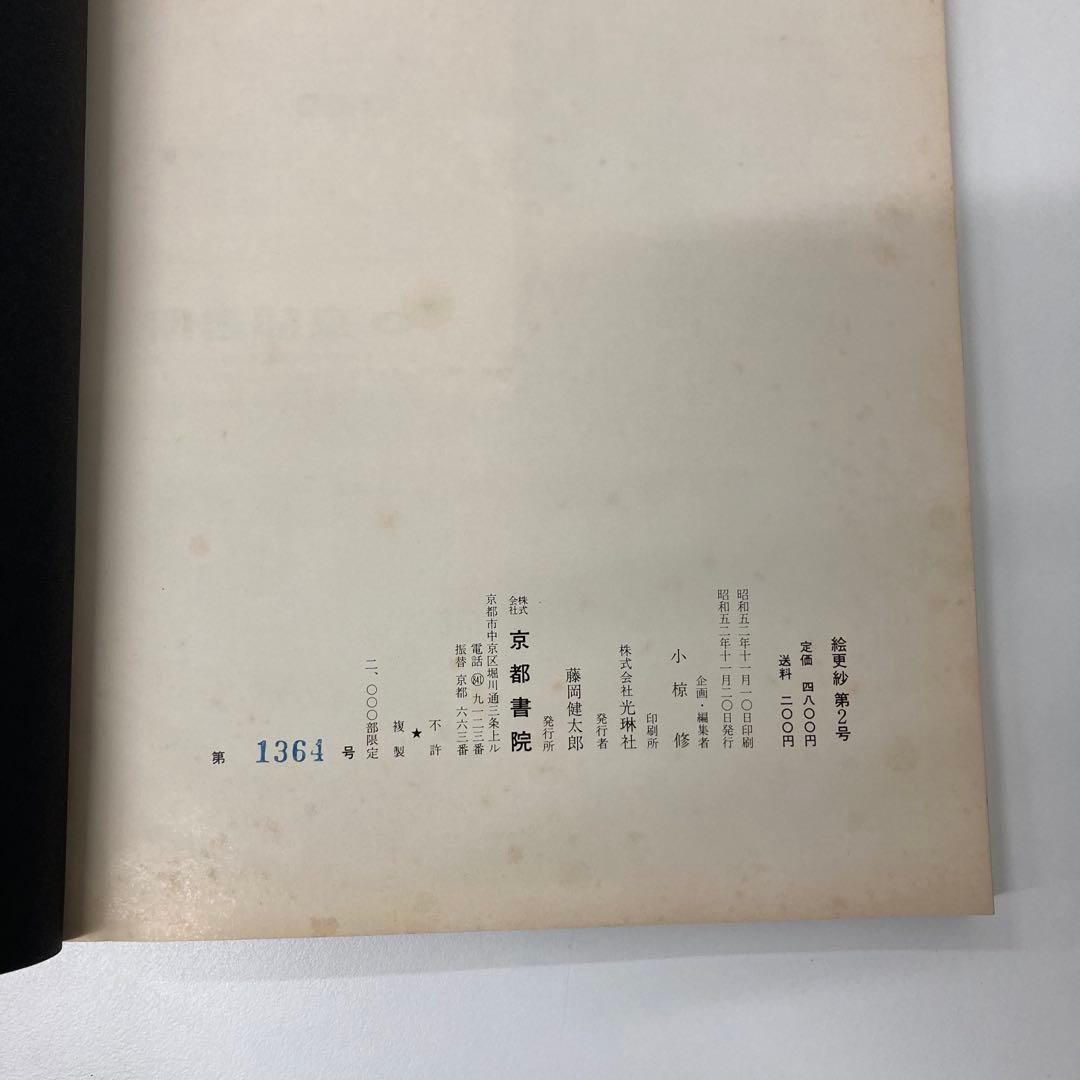 絵更紗 第2号
定価 四八〇〇円
送料 二〇〇円
昭和五二年十一月一〇日印刷
昭和五二年十一月二〇日発行
企画・編集者
小椋 修
印刷所
株式会社光琳社
発行者
藤岡健太郎
発行所
株式会社 京都書院
京都市中京区堀川通三条上ル
電話(841)九一二三番
振替 京都 六六三番
不許
★
複製
二、〇〇〇部限定
第 1364 号